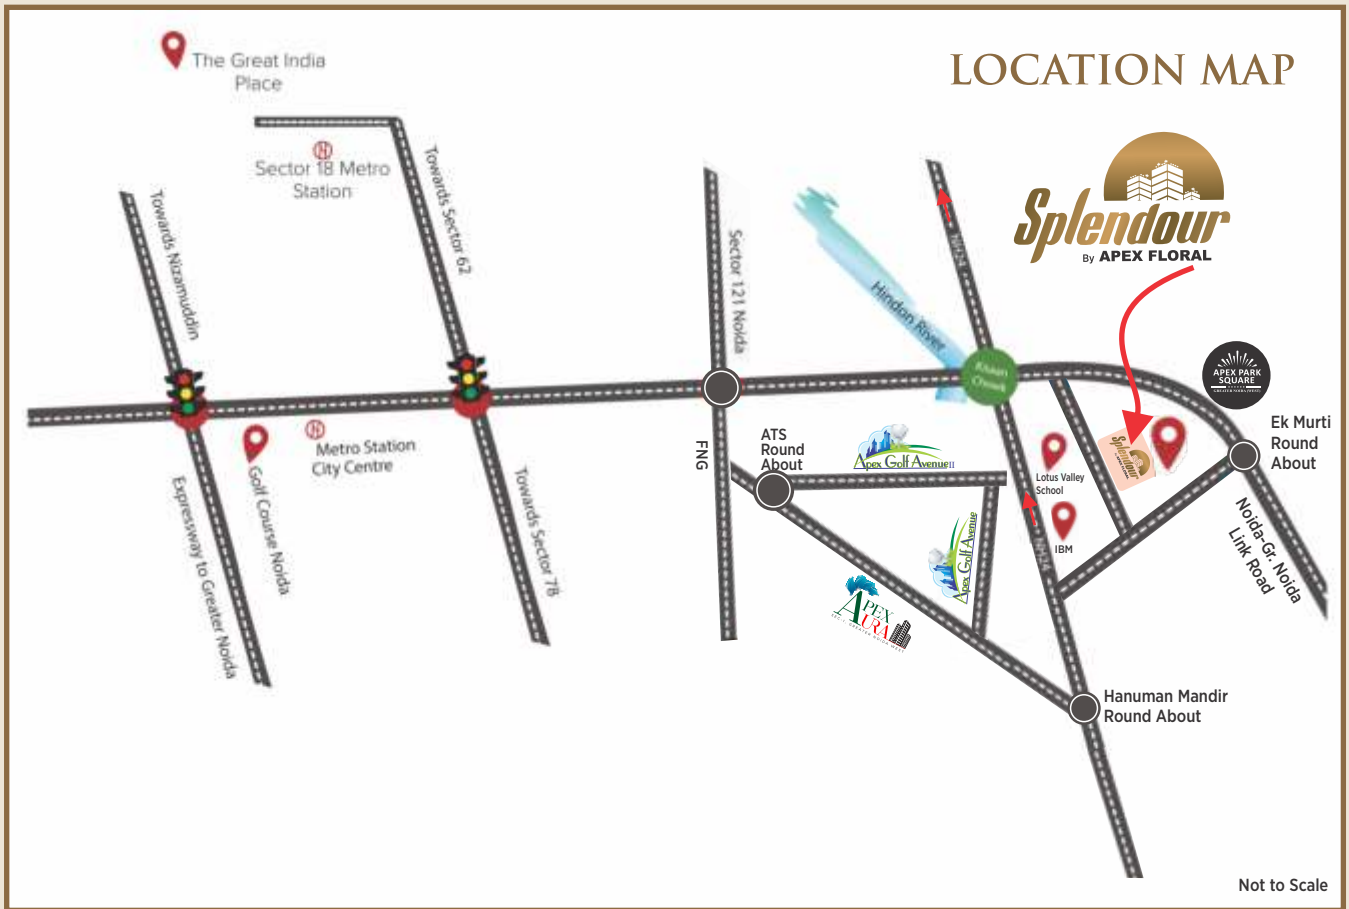 LOCATION MAP
The Great India
Place
Sector 18 Metro
Station
Towards Nizamuddin
Towards Sector 62
Sector 121 Noida
Hindon River
NH24
Splendour
By APEX FLORAL
Kisan
Chowk
APEX PARK
SQUARE
GREATER NOIDA (WEST)
Ek Murti
Round
About
Metro Station
City Centre
Golf Course Noida
Expressway to Greater Noida
Towards Sector 78
FNG
ATS
Round
About
Apex Golf Avenue II
Apex Golf Avenue
APEX
AURA
Lotus Valley
School
IBM
NH24
Splendour
Noida-Gr. Noida
Link Road
Hanuman Mandir
Round About
Not to Scale